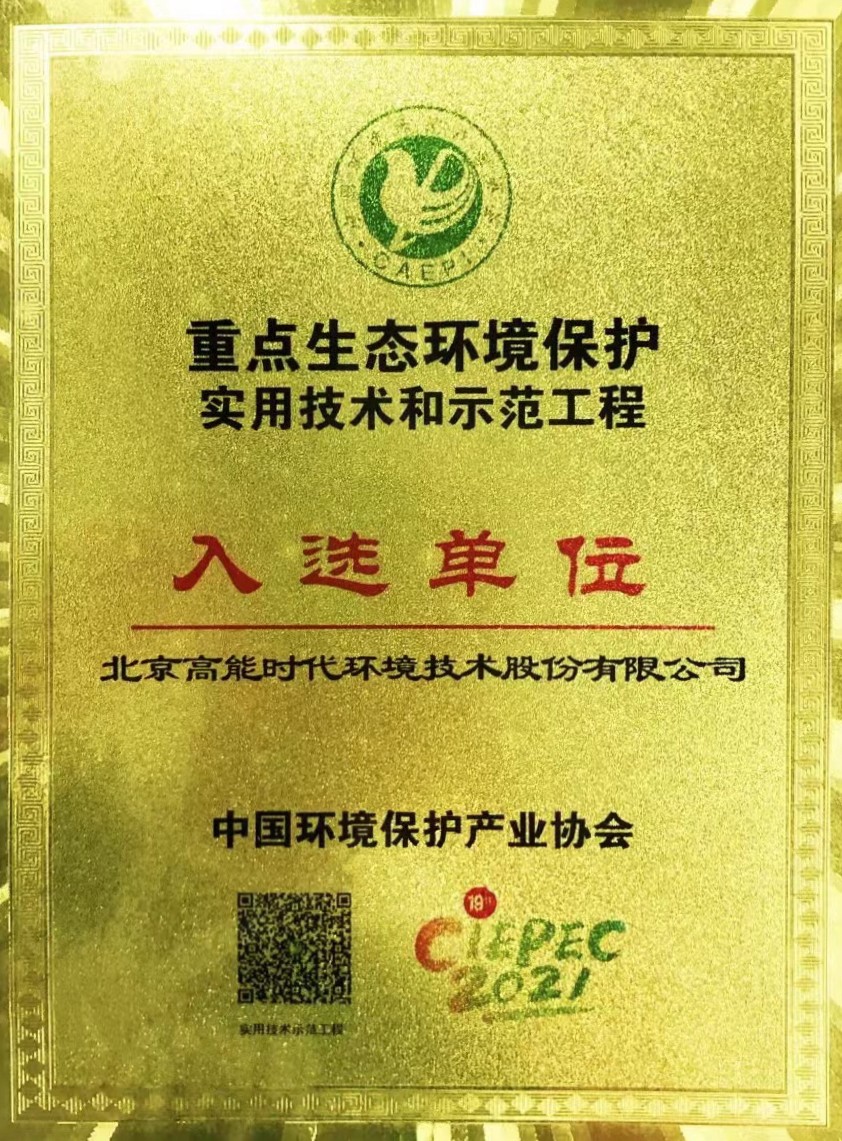 CAEPI
重点生态环境保护
实用技术和示范工程
入选单位
北京高能时代环境技术股份有限公司
中国环境保护产业协会
19th
CIEPEC
2021
实用技术示范工程